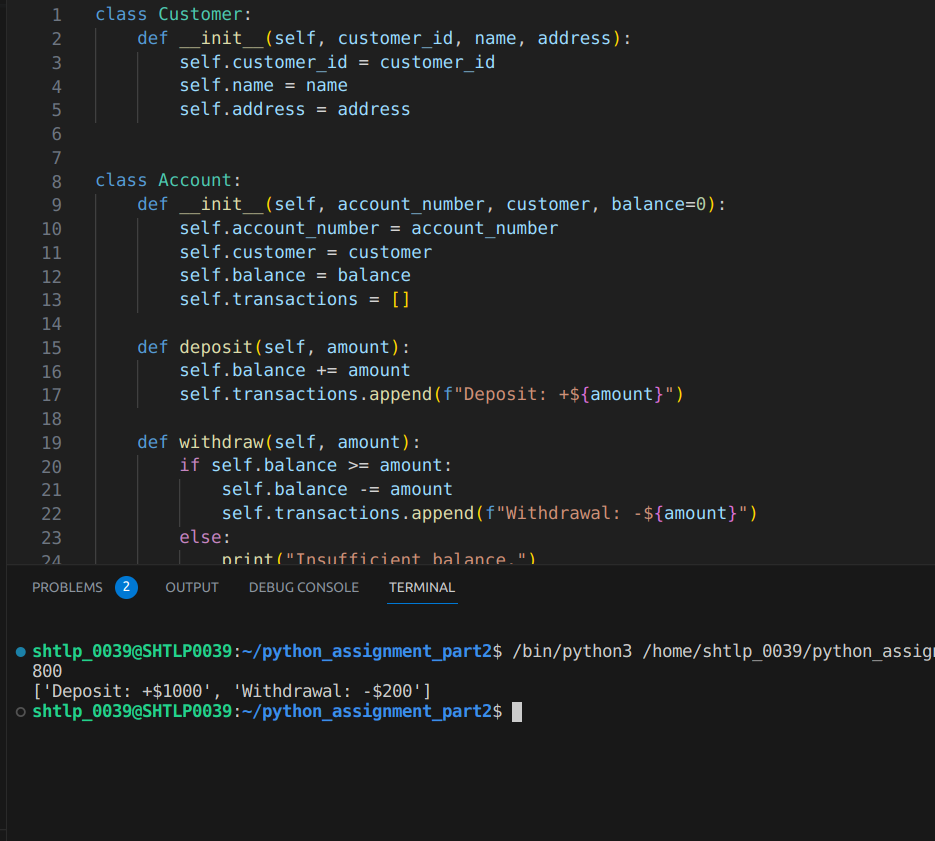 1 class Customer:
2     def __init__(self, customer_id, name, address):
3         self.customer_id = customer_id
4         self.name = name
5         self.address = address
6
7
8 class Account:
9     def __init__(self, account_number, customer, balance=0):
10         self.account_number = account_number
11         self.customer = customer
12         self.balance = balance
13         self.transactions = []
14
15     def deposit(self, amount):
16         self.balance += amount
17         self.transactions.append(f"Deposit: +${amount}")
18
19     def withdraw(self, amount):
20         if self.balance >= amount:
21             self.balance -= amount
22             self.transactions.append(f"Withdrawal: -${amount}")
23         else:
24             print("Insufficient balance.")
PROBLEMS 2 OUTPUT DEBUG CONSOLE TERMINAL
shtlp_0039@SHTLP0039:~/python_assignment_part2$ /bin/python3 /home/shtlp_0039/python_assig
800
['Deposit: +$1000', 'Withdrawal: -$200']
shtlp_0039@SHTLP0039:~/python_assignment_part2$